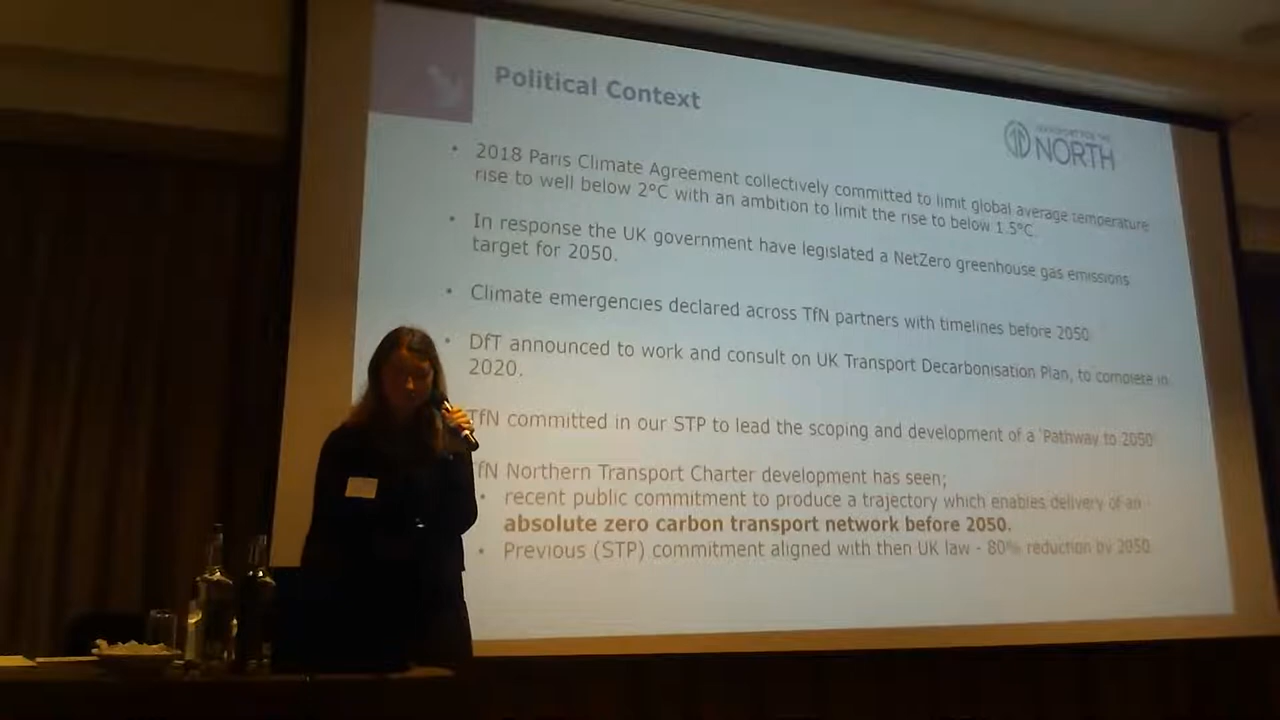 Political Context
TRANSPORT FOR THE
NORTH
• 2018 Paris Climate Agreement collectively committed to limit global average temperature
rise to well below 2°C with an ambition to limit the rise to below 1.5°C.
• In response the UK government have legislated a NetZero greenhouse gas emissions
target for 2050.
• Climate emergencies declared across TfN partners with timelines before 2050
• DfT announced to work and consult on UK Transport Decarbonisation Plan, to complete in
2020.
TfN committed in our STP to lead the scoping and development of a 'Pathway to 2050'
fN Northern Transport Charter development has seen;
• recent public commitment to produce a trajectory which enables delivery of an
absolute zero carbon transport network before 2050.
• Previous (STP) commitment aligned with then UK law - 80% reduction by 2050